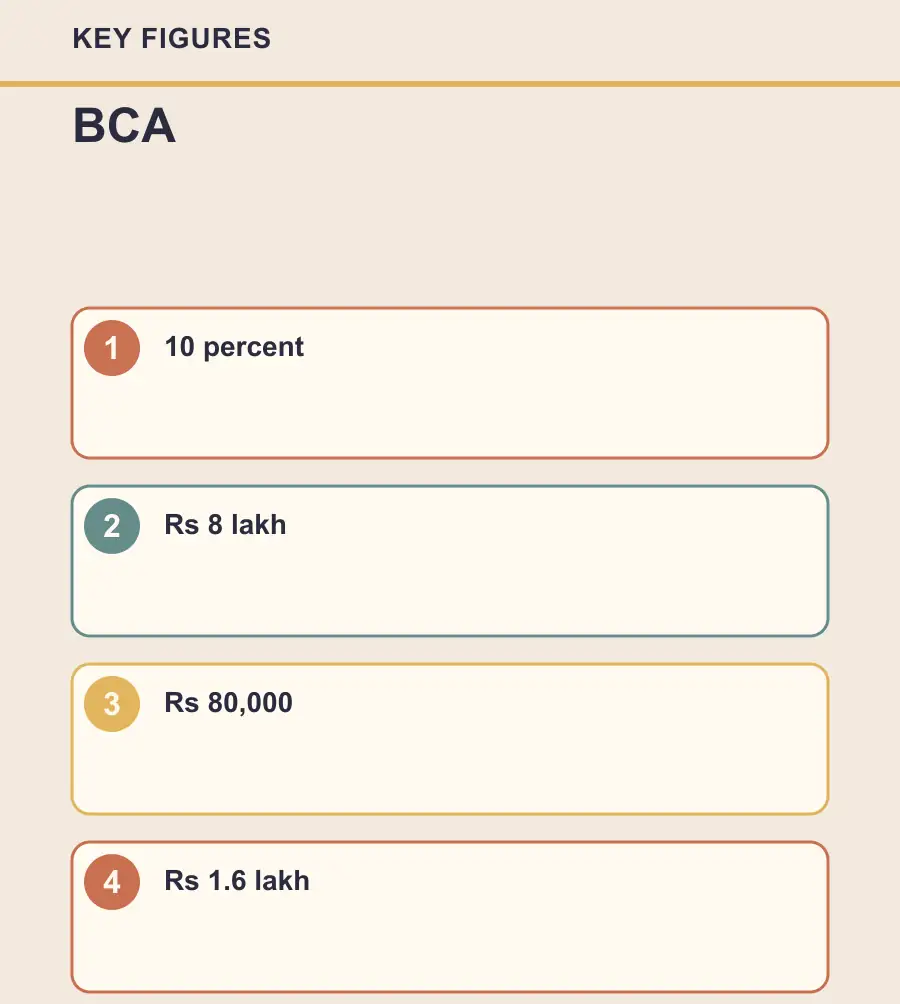 KEY FIGURES
BCA
1 10 percent
2 Rs 8 lakh
3 Rs 80,000
4 Rs 1.6 lakh